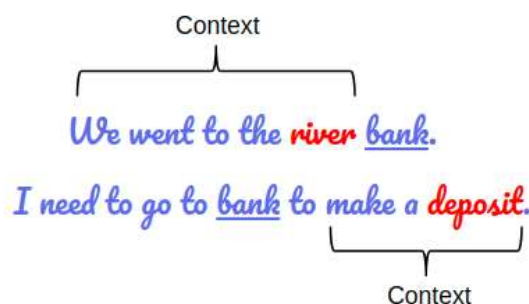 Context
We went to the river bank.
I need to go to bank to make a deposit.
Context